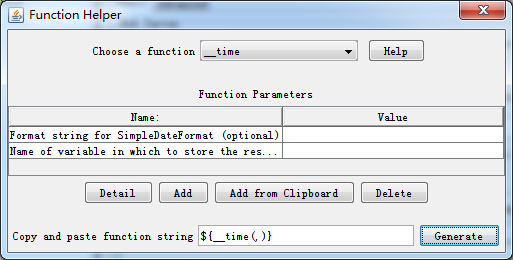 Function Helper
Choose a function __time Help
Function Parameters
Name: Value
Format string for SimpleDateFormat (optional)
Name of variable in which to store the res...
Detail Add Add from Clipboard Delete
Copy and paste function string ${__time(,)} Generate